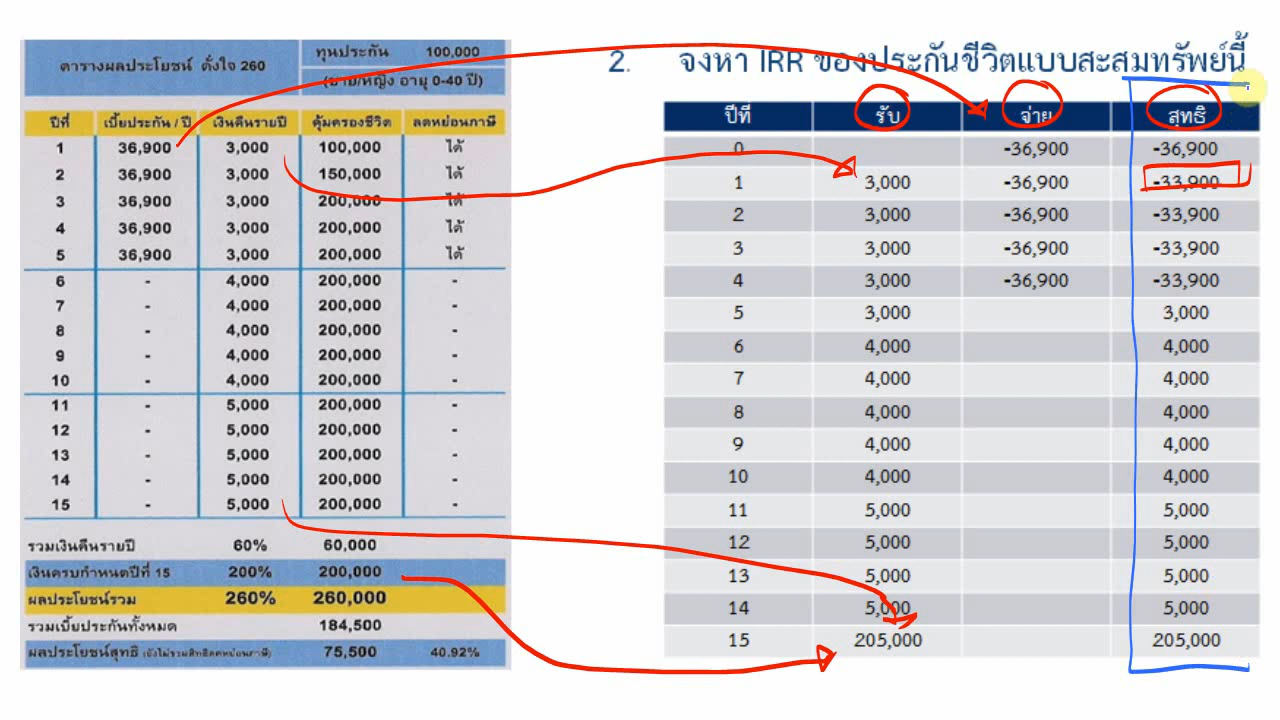 ตารางผลประโยชน์ ตั้งใจ 260
ทุนประกัน 100,000
(ชาย/หญิง อายุ 0-40 ปี)
ปีที่ เบี้ยประกัน / ปี เงินคืนรายปี คุ้มครองชีวิต ลดหย่อนภาษี
1 36,900 3,000 100,000 ได้
2 36,900 3,000 150,000 ได้
3 36,900 3,000 200,000 ได้
4 36,900 3,000 200,000 ได้
5 36,900 3,000 200,000 ได้
6 - 4,000 200,000 -
7 - 4,000 200,000 -
8 - 4,000 200,000 -
9 - 4,000 200,000 -
10 - 4,000 200,000 -
11 - 5,000 200,000 -
12 - 5,000 200,000 -
13 - 5,000 200,000 -
14 - 5,000 200,000 -
15 - 5,000 200,000 -
รวมเงินคืนรายปี 60% 60,000
เงินครบกำหนดปีที่ 15 200% 200,000
ผลประโยชน์รวม 260% 260,000
รวมเบี้ยประกันทั้งหมด 184,500
ผลประโยชน์สุทธิ (ยังไม่รวมสิทธิลดหย่อนภาษี) 75,500 40.92%
2. จงหา IRR ของประกันชีวิตแบบสะสมทรัพย์นี้
ปีที่ รับ จ่าย สุทธิ
0 -36,900 -36,900
1 3,000 -36,900 -33,900
2 3,000 -36,900 -33,900
3 3,000 -36,900 -33,900
4 3,000 -36,900 -33,900
5 3,000 3,000
6 4,000 4,000
7 4,000 4,000
8 4,000 4,000
9 4,000 4,000
10 4,000 4,000
11 5,000 5,000
12 5,000 5,000
13 5,000 5,000
14 5,000 5,000
15 205,000 205,000